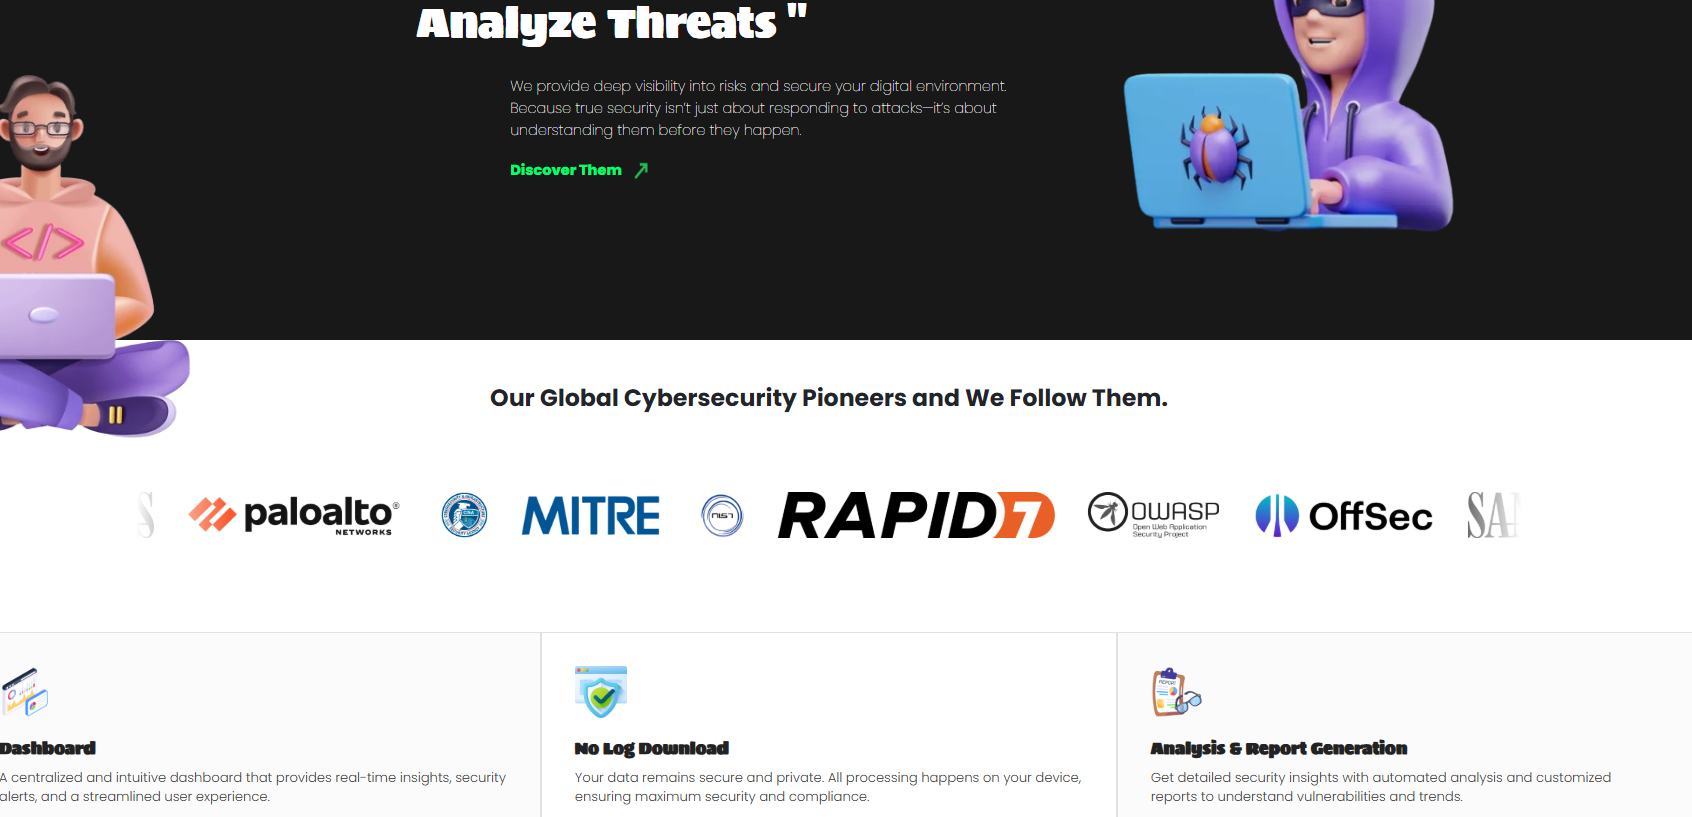 Analyze Threats "
We provide deep visibility into risks and secure your digital environment.
Because true security isn't just about responding to attacks—it's about
understanding them before they happen.
Discover Them
</>
Our Global Cybersecurity Pioneers and We Follow Them.
S
paloalto®
NETWORKS
CISA
MITRE
NIST
RAPID7
OWASP
Open Web Application
Security Project
OffSec
SA
REPORT
Dashboard
A centralized and intuitive dashboard that provides real-time insights, security
alerts, and a streamlined user experience.
No Log Download
Your data remains secure and private. All processing happens on your device,
ensuring maximum security and compliance.
Analysis & Report Generation
Get detailed security insights with automated analysis and customized
reports to understand vulnerabilities and trends.